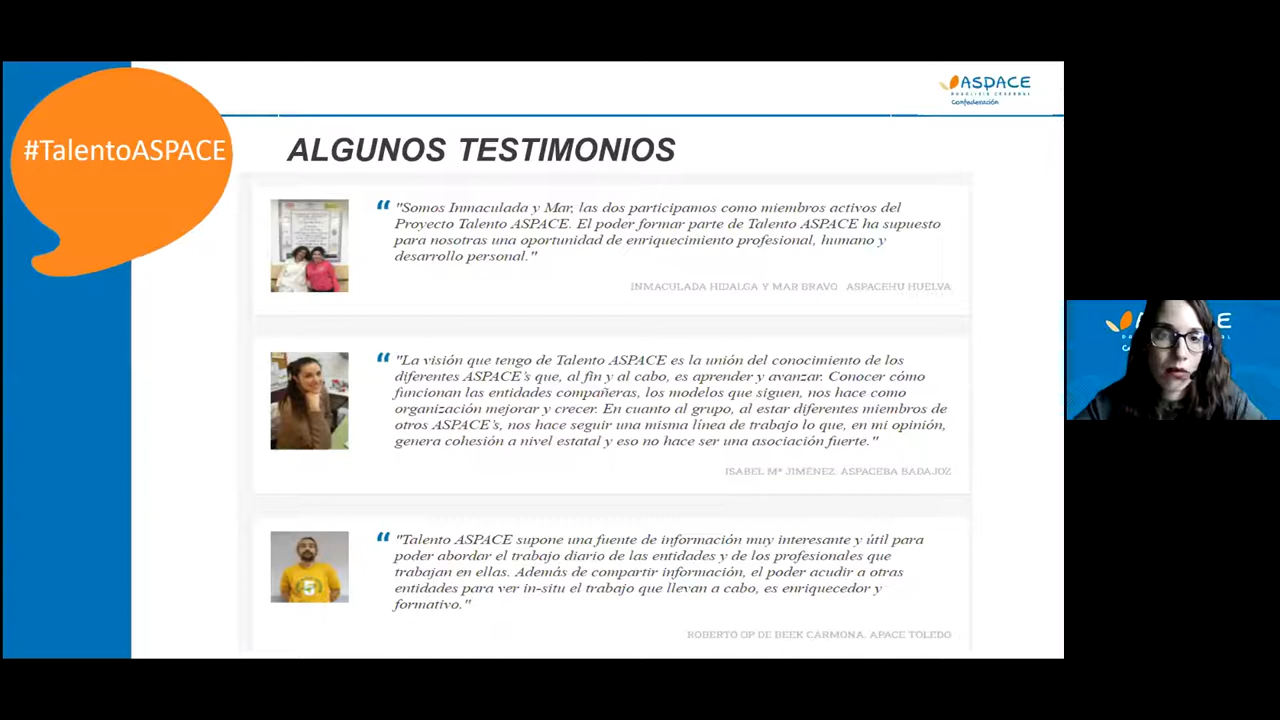 #TalentoASPACE
ASPACE
PARÁLISIS CEREBRAL
Confederación
ALGUNOS TESTIMONIOS
"Somos Inmaculada y Mar, las dos participamos como miembros activos del
Proyecto Talento ASPACE. El poder formar parte de Talento ASPACE ha supuesto
para nosotras una oportunidad de enriquecimiento profesional, humano y
desarrollo personal."
INMACULADA HIDALGA Y MAR BRAVO ASPACEHU HUELVA
"La visión que tengo de Talento ASPACE es la unión del conocimiento de los
diferentes ASPACE's que, al fin y al cabo, es aprender y avanzar. Conocer cómo
funcionan las entidades compañeras, los modelos que siguen, nos hace como
organización mejorar y crecer. En cuanto al grupo, al estar diferentes miembros de
otros ASPACE's, nos hace seguir una misma línea de trabajo lo que, en mi opinión,
genera cohesión a nivel estatal y eso no hace ser una asociación fuerte."
ISABEL Mª JIMÉNEZ. ASPACEBA BADAJOZ
"Talento ASPACE supone una fuente de información muy interesante y útil para
poder abordar el trabajo diario de las entidades y de los profesionales que
trabajan en ellas. Además de compartir información, el poder acudir a otras
entidades para ver in-situ el trabajo que llevan a cabo, es enriquecedor y
formativo."
ROBERTO OP DE BEEK CARMONA. APACE TOLEDO